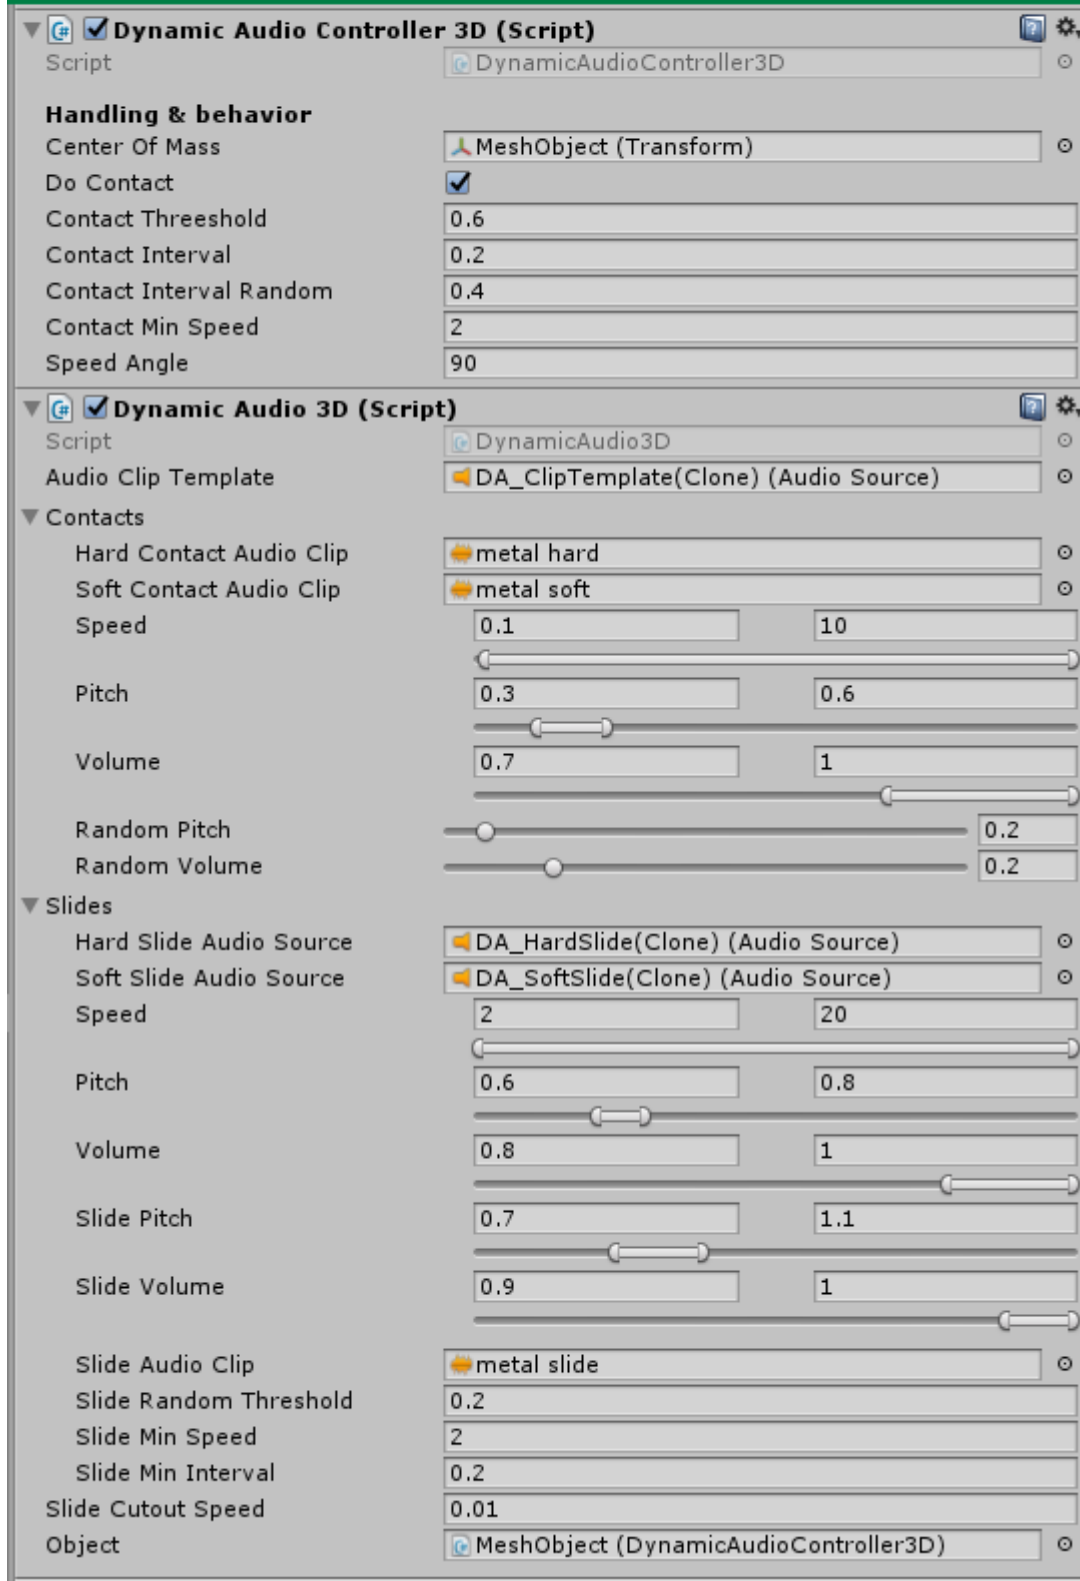 Dynamic Audio Controller 3D (Script)
Script DynamicAudioController3D
Handling & behavior
Center Of Mass MeshObject (Transform)
Do Contact
Contact Threeshold 0.6
Contact Interval 0.2
Contact Interval Random 0.4
Contact Min Speed 2
Speed Angle 90
Dynamic Audio 3D (Script)
Script DynamicAudio3D
Audio Clip Template DA_ClipTemplate(Clone) (Audio Source)
Contacts
Hard Contact Audio Clip metal hard
Soft Contact Audio Clip metal soft
Speed 0.1 10
Pitch 0.3 0.6
Volume 0.7 1
Random Pitch 0.2
Random Volume 0.2
Slides
Hard Slide Audio Source DA_HardSlide(Clone) (Audio Source)
Soft Slide Audio Source DA_SoftSlide(Clone) (Audio Source)
Speed 2 20
Pitch 0.6 0.8
Volume 0.8 1
Slide Pitch 0.7 1.1
Slide Volume 0.9 1
Slide Audio Clip metal slide
Slide Random Threshold 0.2
Slide Min Speed 2
Slide Min Interval 0.2
Slide Cutout Speed 0.01
Object MeshObject (DynamicAudioController3D)